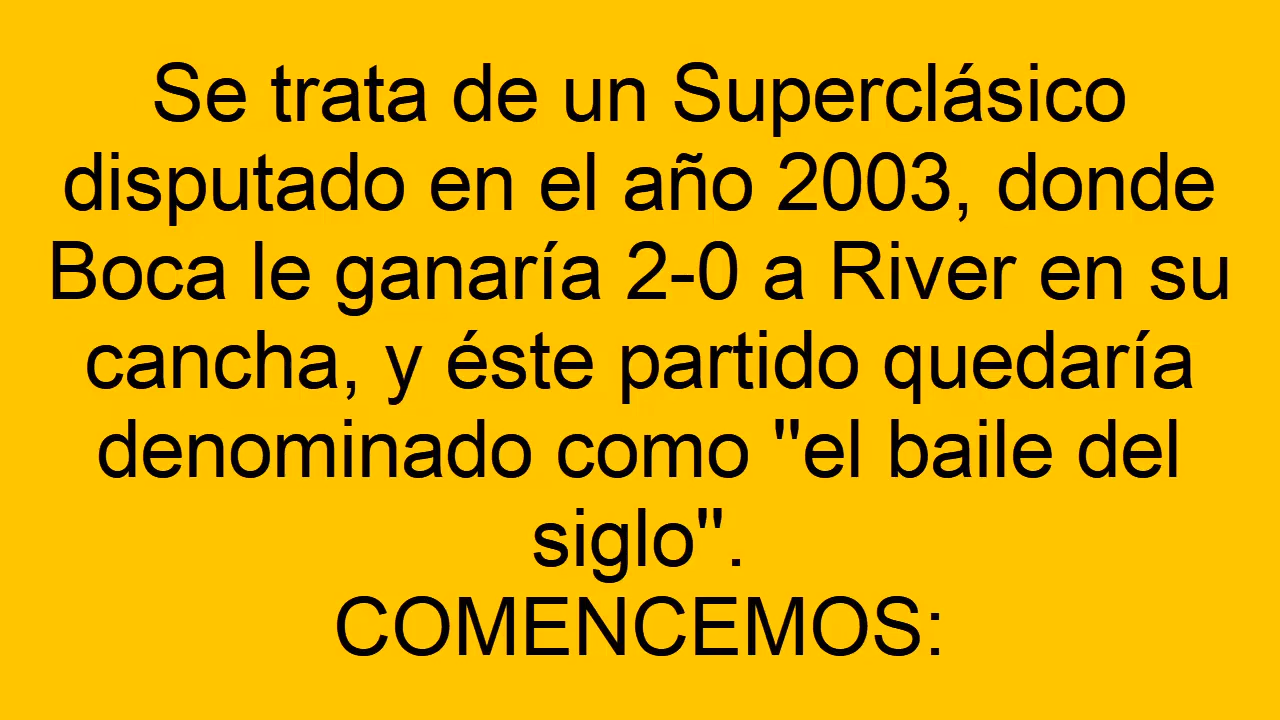 Se trata de un Superclásico
disputado en el año 2003, donde
Boca le ganaría 2-0 a River en su
cancha, y éste partido quedaría
denominado como "el baile del
siglo".
COMENCEMOS: